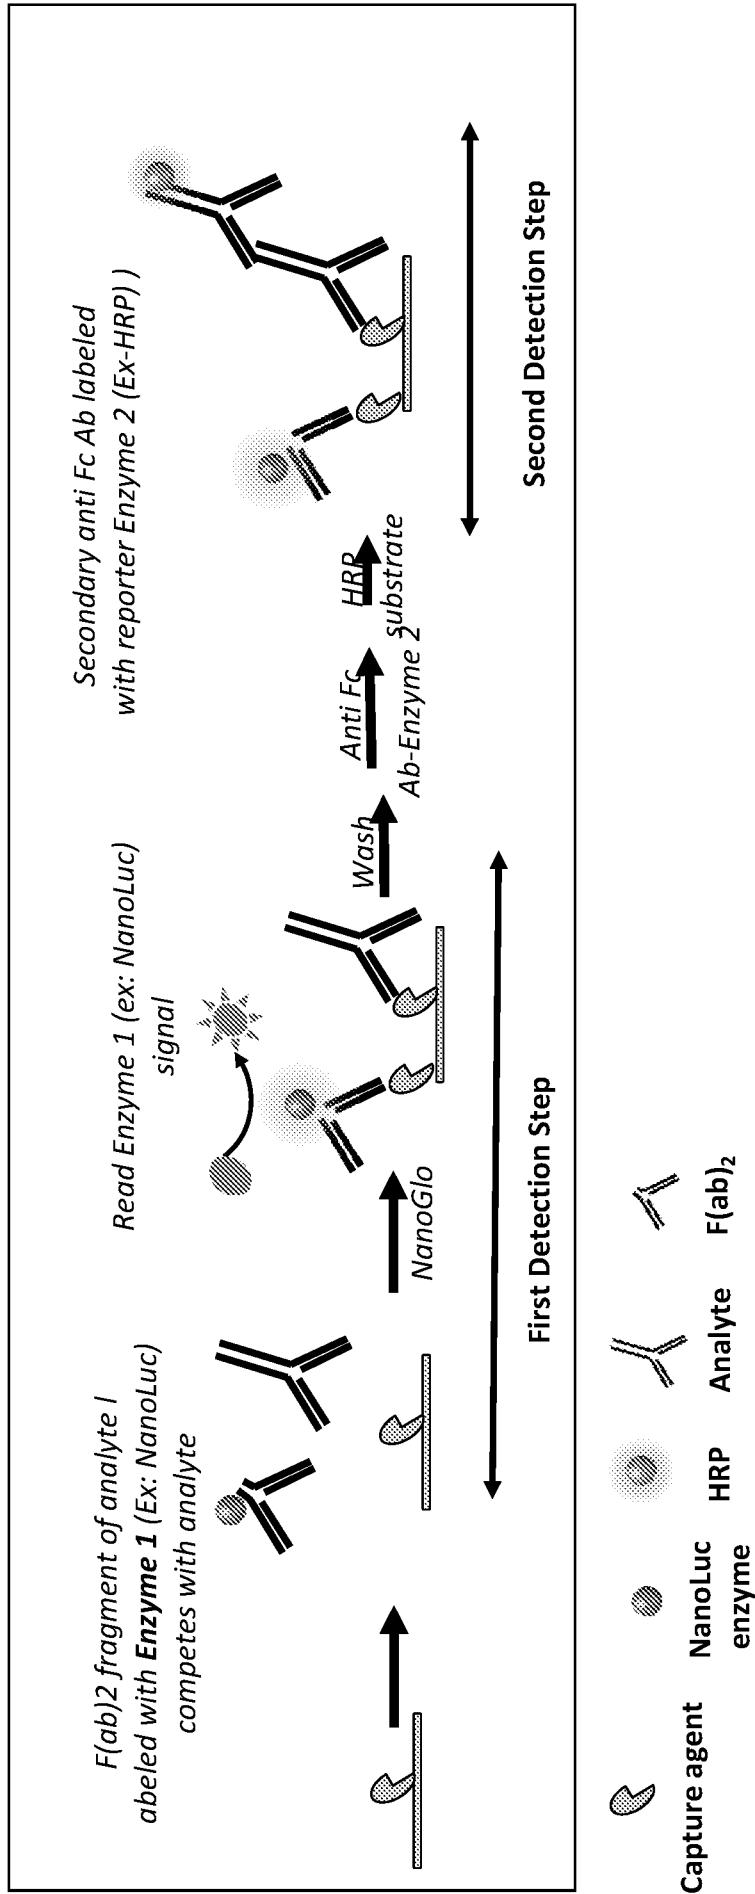 F(ab)2 fragment of analyte l
abeled with Enzyme 1 (Ex: NanoLuc)
competes with analyte
Read Enzyme 1 (ex: NanoLuc)
signal
Secondary anti Fc Ab labeled
with reporter Enzyme 2 (Ex-HRP) )
NanoGlo
Wash
Anti Fc
Ab-Enzyme 2
HRP
substrate
First Detection Step
Second Detection Step
Capture agent
NanoLuc
enzyme
HRP
Analyte
F(ab)2